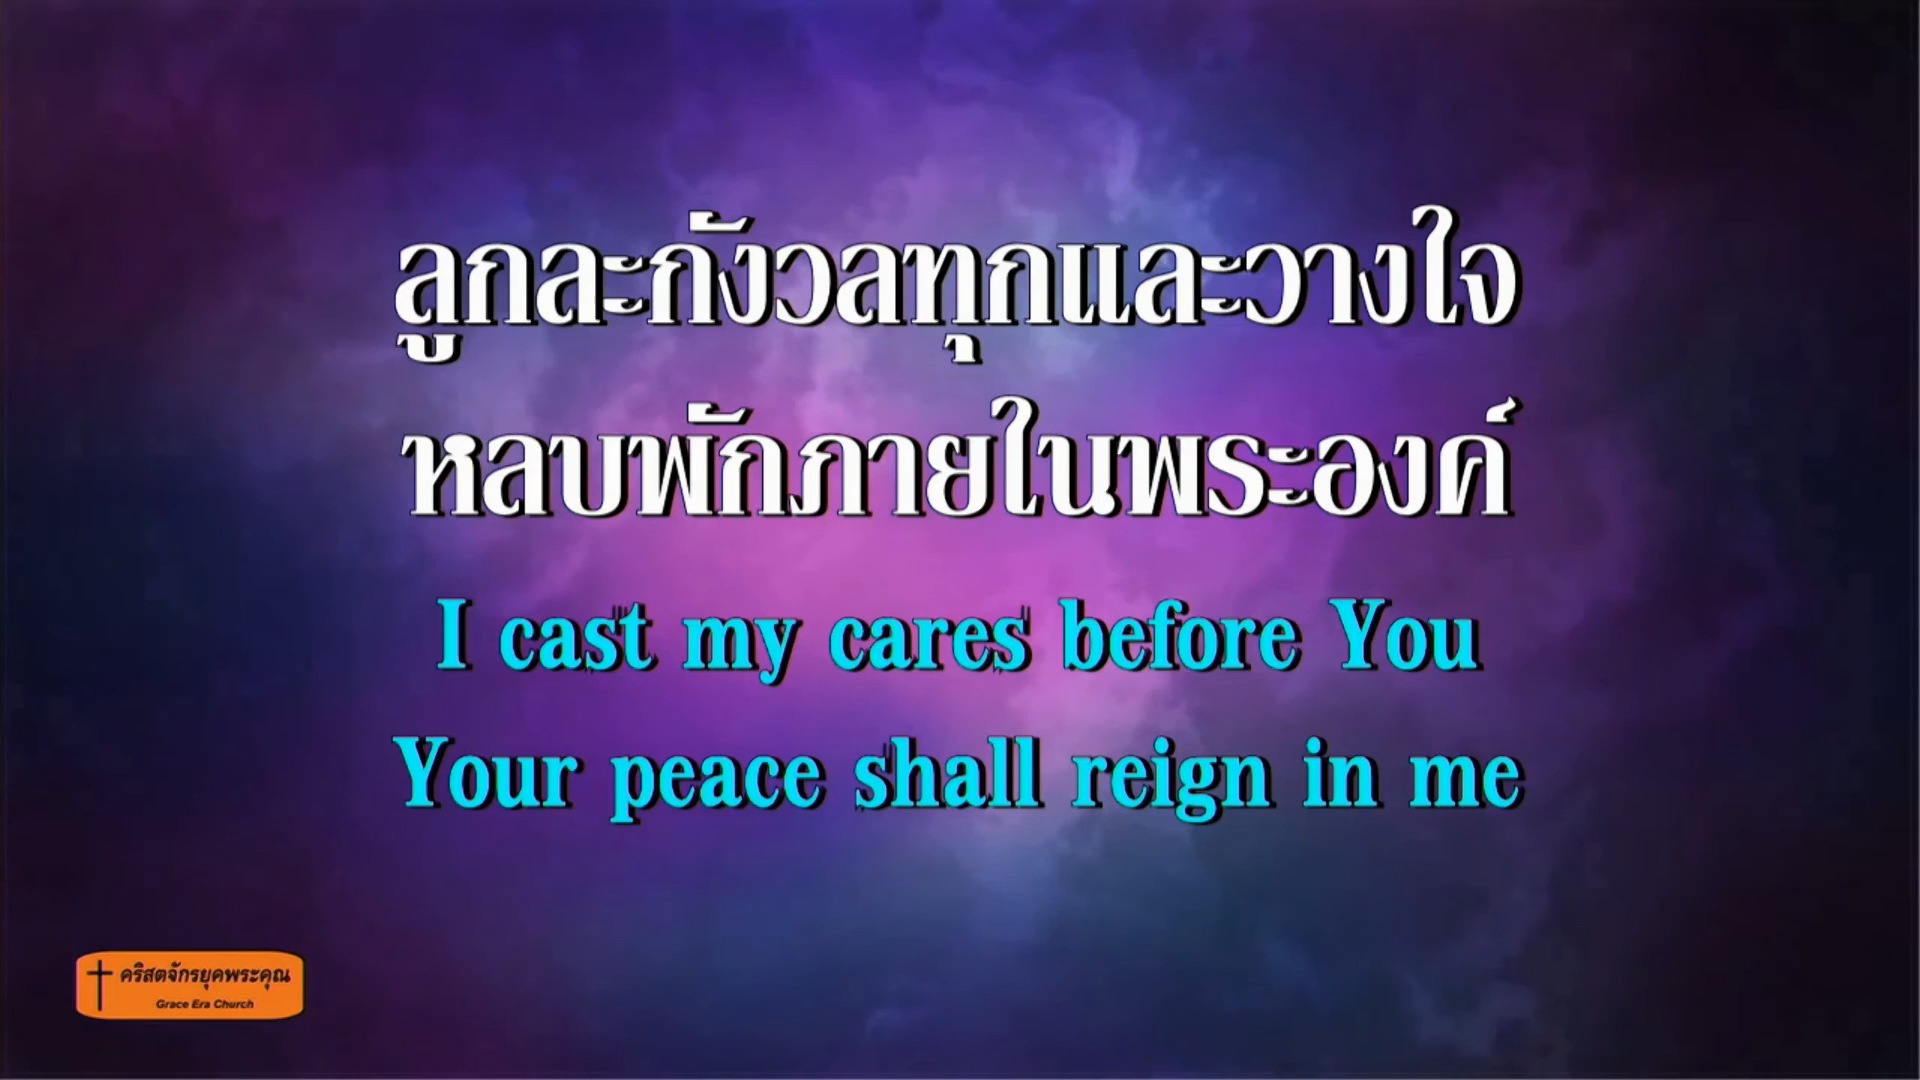 ลูกละกังวลทุกและวางใจ
หลบพักภายในพระองค์
I cast my cares before You
Your peace shall reign in me
คริสตจักรยุคพระคุณ
Grace Era Church